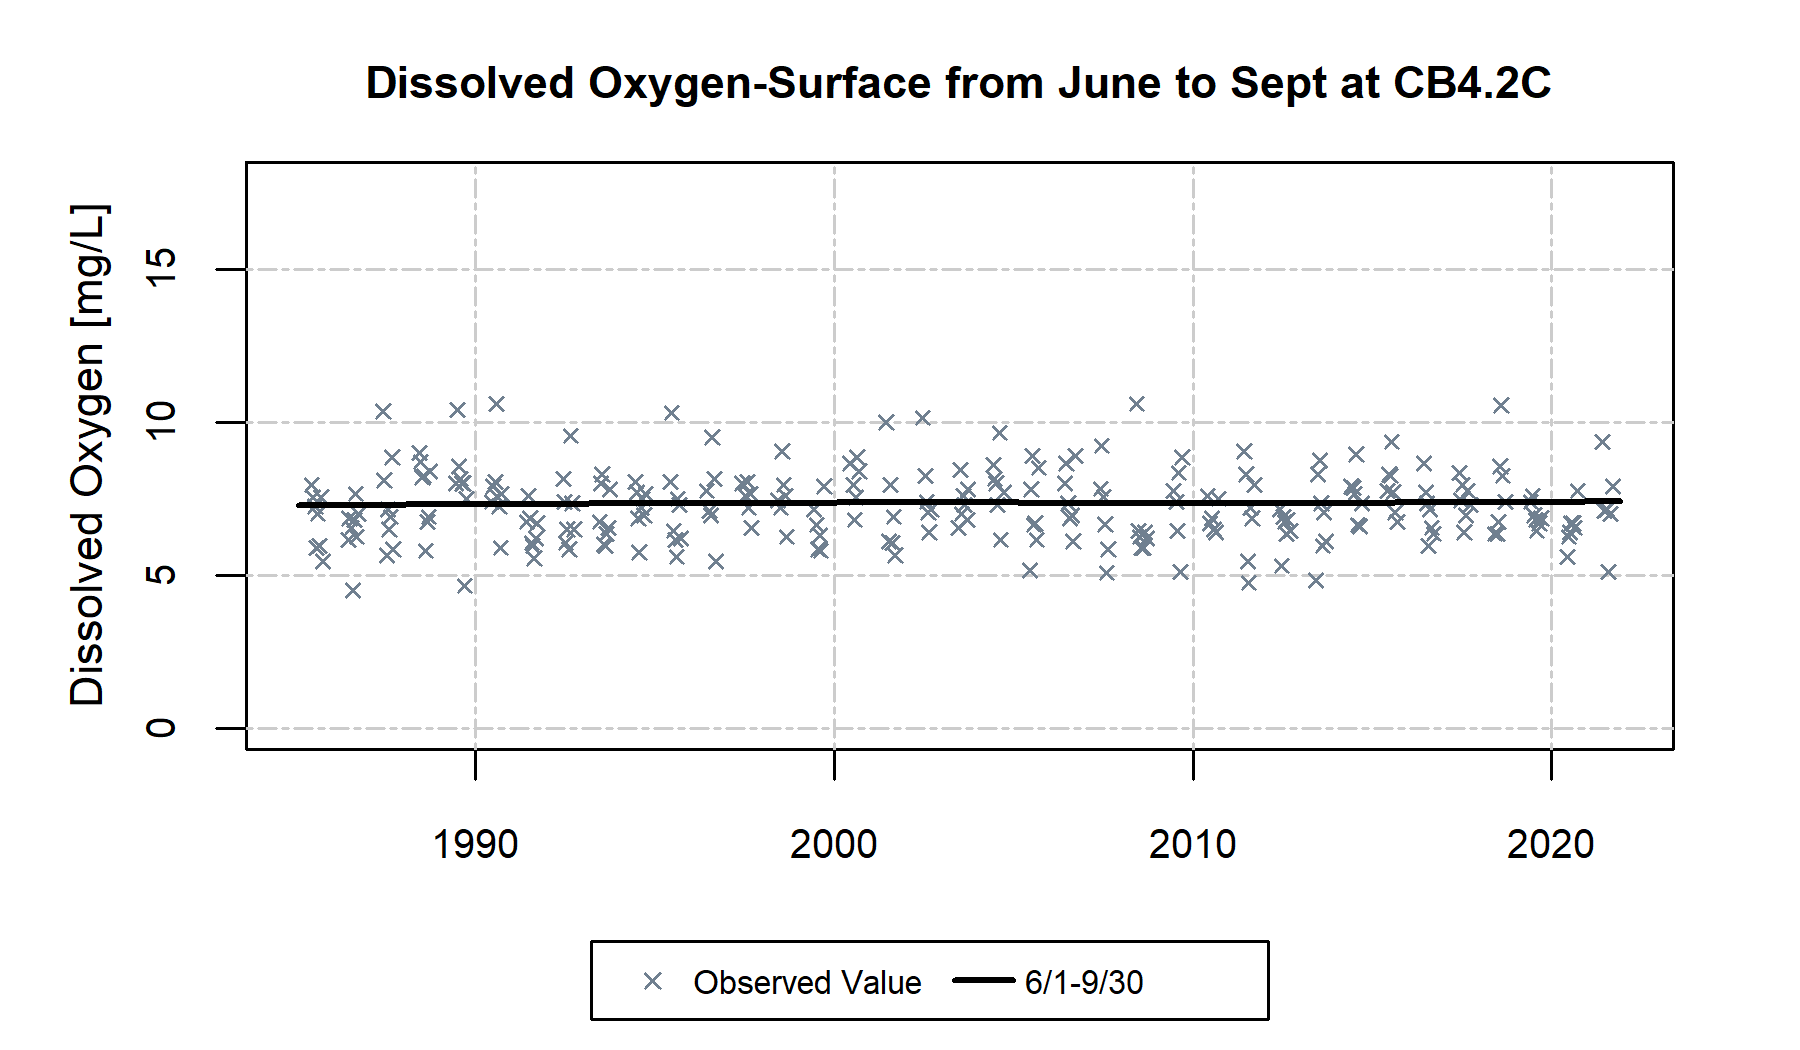 Dissolved Oxygen-Surface from June to Sept at CB4.2C
Dissolved Oxygen [mg/L]
15
10
5
0
1990 2000 2010 2020
Observed Value 6/1-9/30